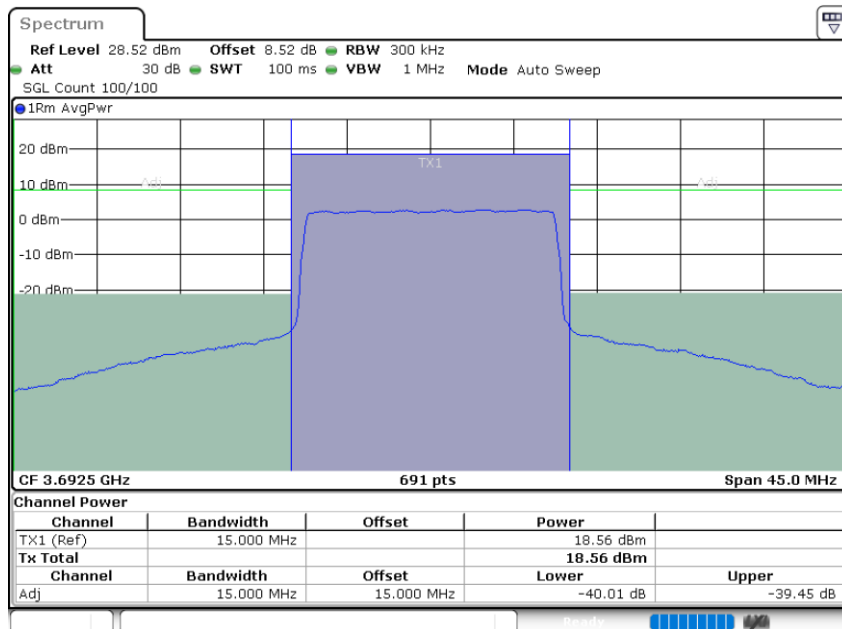 Spectrum
Ref Level 28.52 dBm Offset 8.52 dB RBW 300 kHz
Att 30 dB SWT 100 ms VBW 1 MHz Mode Auto Sweep
SGL Count 100/100
1Rm AvgPwr
20 dBm
TX1
Adj Adj
10 dBm
0 dBm
-10 dBm
-20 dBm
CF 3.6925 GHz 691 pts Span 45.0 MHz
Channel Power
Channel Bandwidth Offset Power
TX1 (Ref) 15.000 MHz 18.56 dBm
Tx Total 18.56 dBm
Channel Bandwidth Offset Lower Upper
Adj 15.000 MHz 15.000 MHz -40.01 dB -39.45 dB
Ready